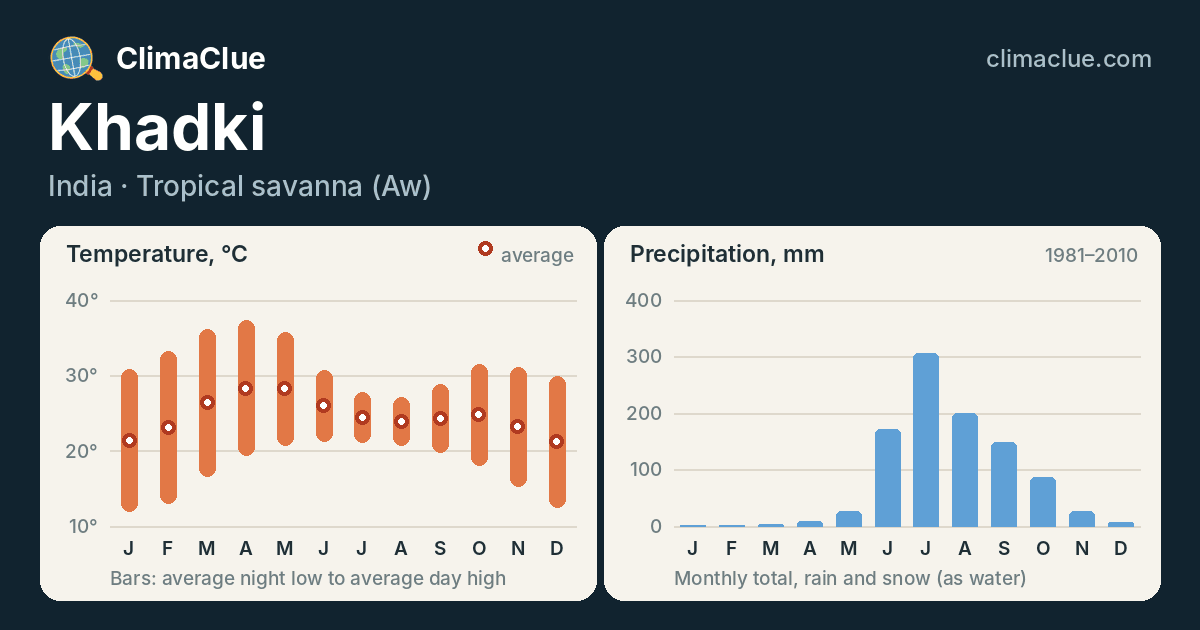 ClimaClue
climaclue.com
Khadki
India · Tropical savanna (Aw)
Temperature, °C
average
40°
30°
20°
10°
J F M A M J J A S O N D
Bars: average night low to average day high
Precipitation, mm
1981–2010
400
300
200
100
0
J F M A M J J A S O N D
Monthly total, rain and snow (as water)